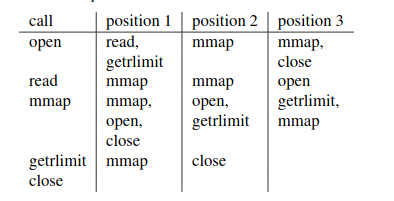 call position 1 position 2 position 3
open read, mmap mmap,
getrlimit close
read mmap mmap open
mmap mmap, open, getrlimit,
open, getrlimit mmap
close
getrlimit mmap close
close